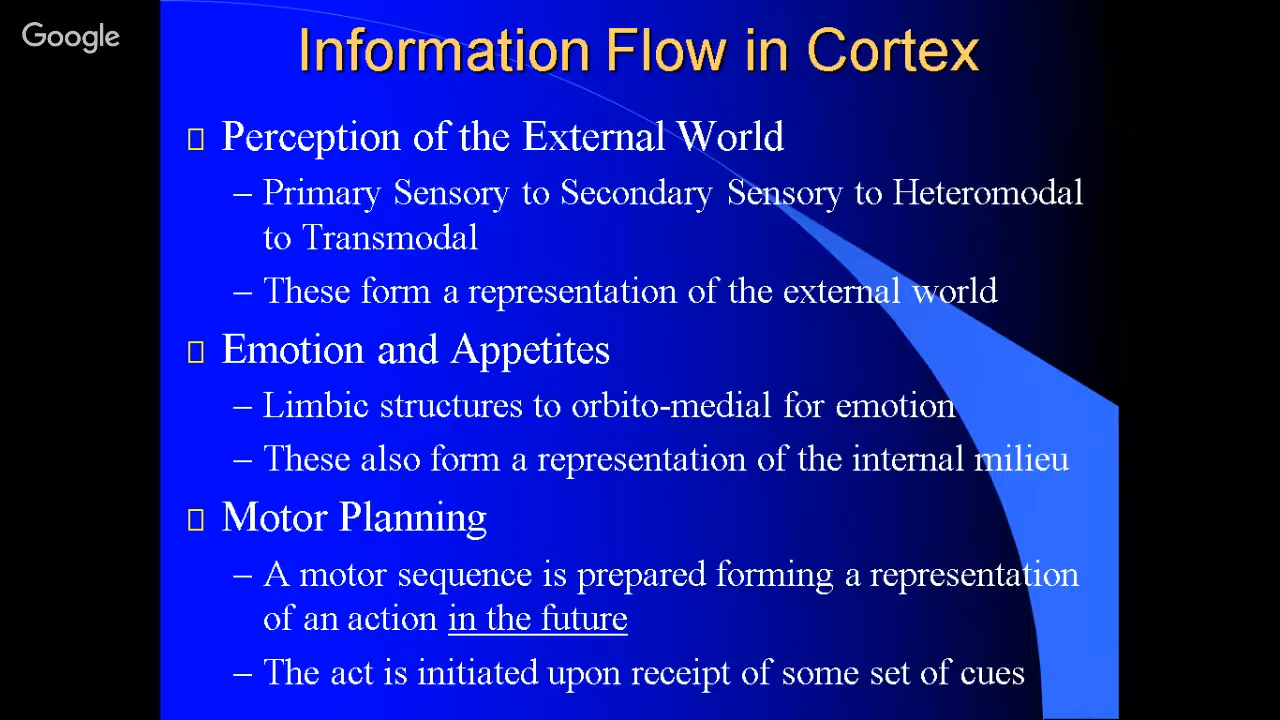 Google
Information Flow in Cortex
Perception of the External World
– Primary Sensory to Secondary Sensory to Heteromodal
to Transmodal
– These form a representation of the external world
Emotion and Appetites
– Limbic structures to orbito-medial for emotion
– These also form a representation of the internal milieu
Motor Planning
– A motor sequence is prepared forming a representation
of an action in the future
– The act is initiated upon receipt of some set of cues